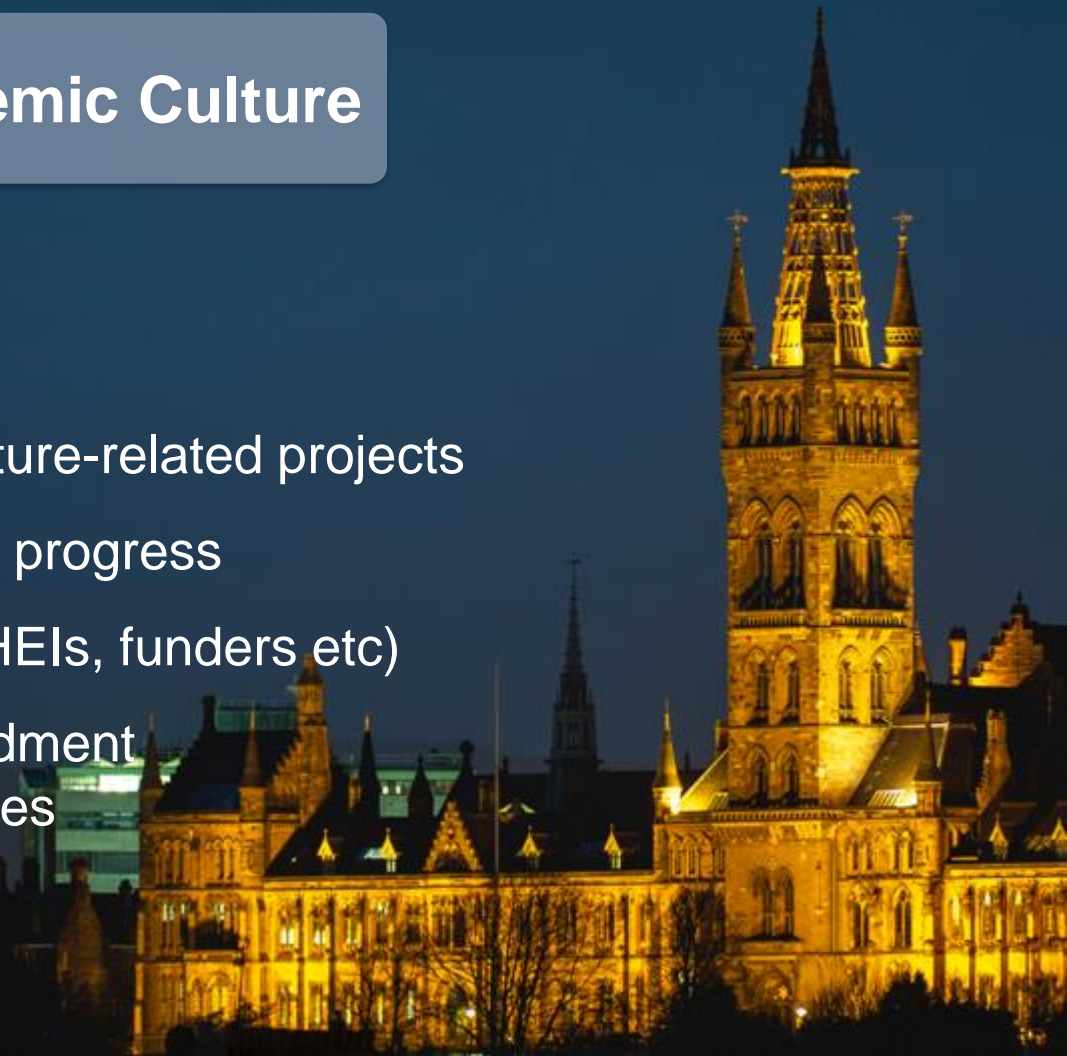 emic Culture
ture-related projects
progress
HEIs, funders etc)
dment
es